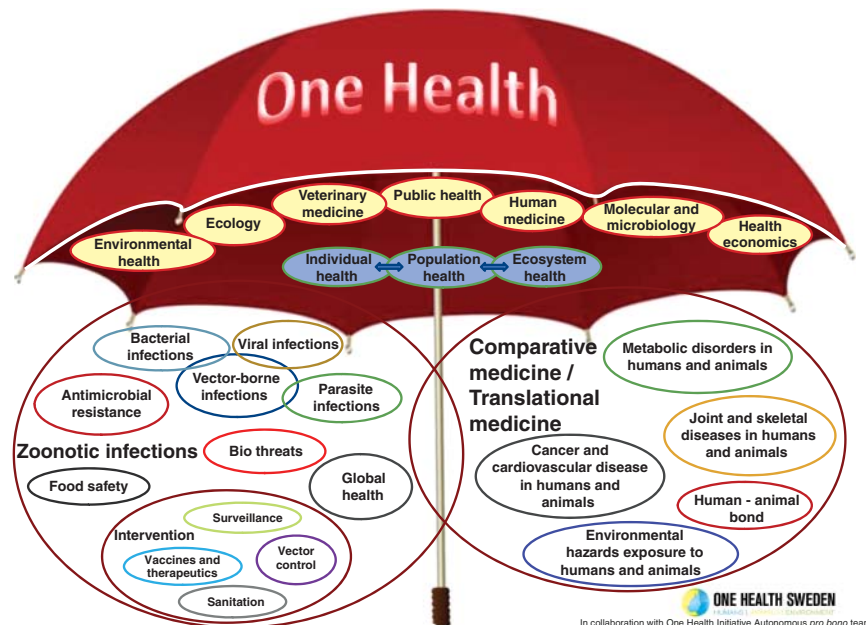 One Health
Public health
Veterinary
medicine
Human
medicine
Ecology
Molecular and
microbiology
Environmental
health
Health
economics
Individual
health
Population
health
Ecosystem
health
Bacterial
infections
Viral infections
Vector-borne
infections
Parasite
infections
Antimicrobial
resistance
Zoonotic infections
Bio threats
Food safety
Global
health
Intervention
Surveillance
Vaccines and
therapeutics
Vector
control
Sanitation
Comparative
medicine /
Translational
medicine
Metabolic disorders in
humans and animals
Joint and skeletal
diseases in humans
and animals
Cancer and
cardiovascular disease
in humans and
animals
Human - animal
bond
Environmental
hazards exposure to
humans and animals
ONE HEALTH SWEDEN
HUMANS | ANIMALS | ENVIRONMENT
In collaboration with One Health Initiative Autonomous pro bono team